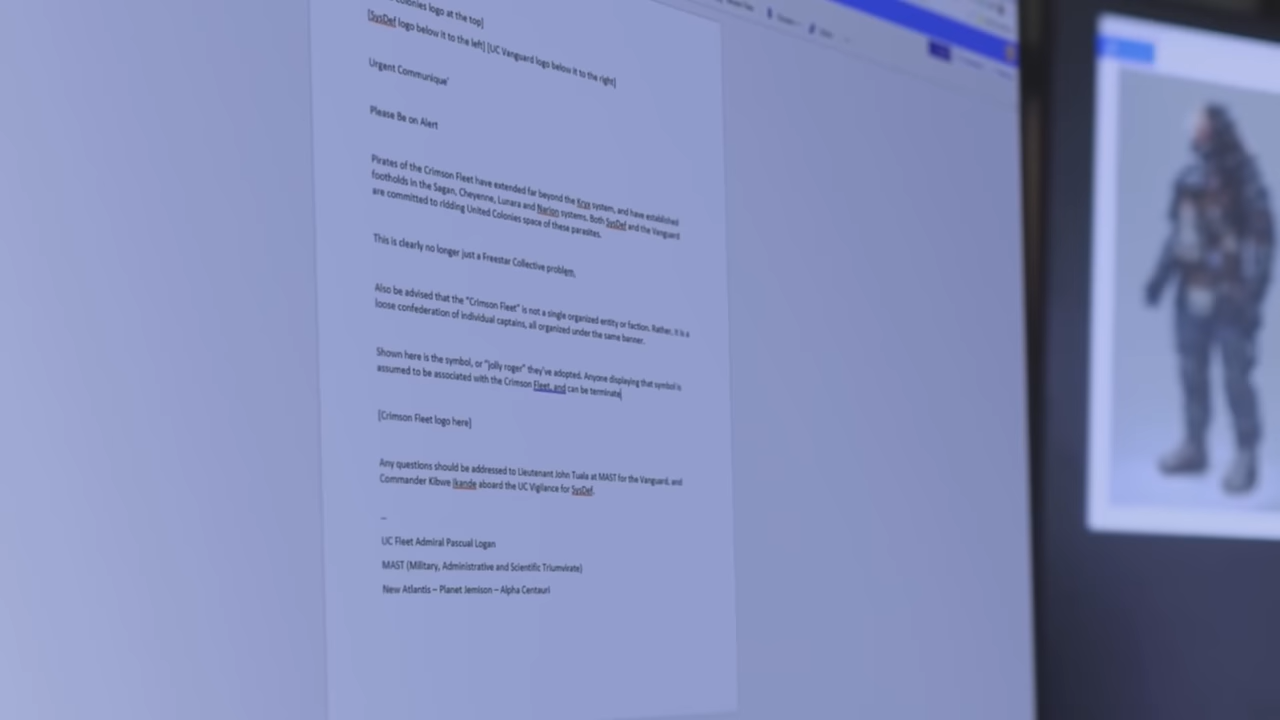 olonies logo at the top]
[SysDef logo below it to the left] [UC Vanguard logo below it to the right]
Urgent Communique'
Please Be on Alert
Pirates of the Crimson Fleet have extended far beyond the Kryx system, and have established
footholds in the Sagan, Cheyenne, Lunara and Narion systems. Both SysDef and the Vanguard
are committed to ridding United Colonies space of these parasites.
This is clearly no longer just a Freestar Collective problem,
Also be advised that the "Crimson Fleet" is not a single organized entity or faction. Rather, it is a
loose confederation of individual captains, all organized under the same banner.
Shown here is the symbol, or "jolly roger" they've adopted. Anyone displaying that symbol is
assumed to be associated with the Crimson Fleet, and can be terminate
[Crimson Fleet logo here]
Any questions should be addressed to Lieutenant John Tuala at MAST for the Vanguard, and
Commander Kibwe Ikande aboard the UC Vigilance for SysDef.
--
UC Fleet Admiral Pascual Logan
MAST (Military, Administrative and Scientific Triumvirate)
New Atlantis – Planet Jemison – Alpha Centauri